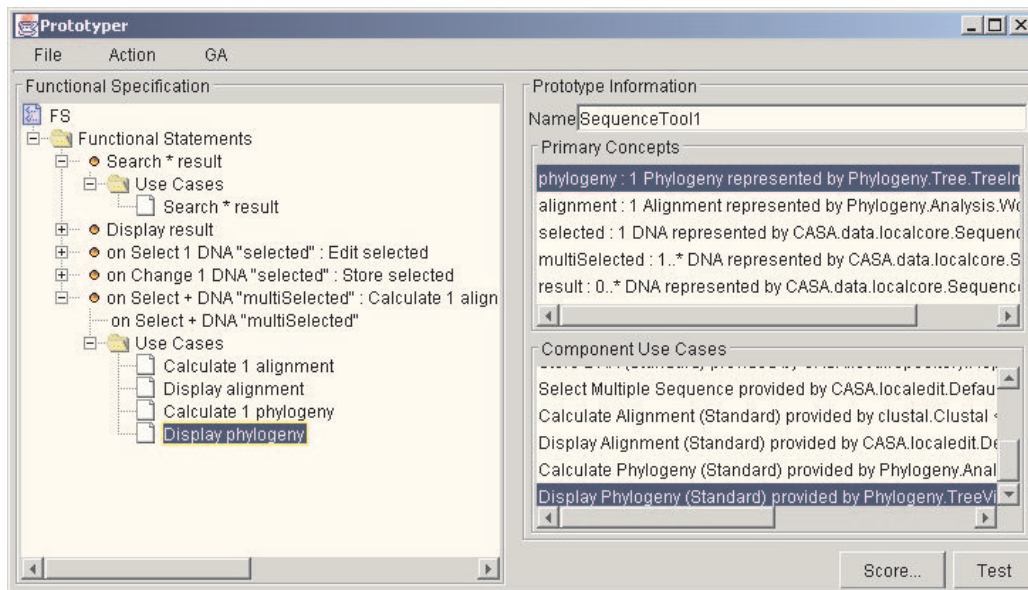 Prototyper
File Action GA
Functional Specification
FS
Functional Statements
Search * result
Use Cases
Search * result
Display result
on Select 1 DNA "selected" : Edit selected
on Change 1 DNA "selected" : Store selected
on Select + DNA "multiSelected" : Calculate 1 align
on Select + DNA "multiSelected"
Use Cases
Calculate 1 alignment
Display alignment
Calculate 1 phylogeny
Display phylogeny
Prototype Information
Name SequenceTool1
Primary Concepts
phylogeny : 1 Phylogeny represented by Phylogeny.Tree.TreeIn
alignment : 1 Alignment represented by Phylogeny.Analysis.Wo
selected : 1 DNA represented by CASA.data.localcore.Sequenc
multiSelected : 1..* DNA represented by CASA.data.localcore.S
result : 0..* DNA represented by CASA.data.localcore.Sequenc
Component Use Cases
Select Multiple Sequence provided by CASA.localedit.Defau
Calculate Alignment (Standard) provided by clustal.Clustal
Display Alignment (Standard) provided by CASA.localedit.De
Calculate Phylogeny (Standard) provided by Phylogeny.Anal
Display Phylogeny (Standard) provided by Phylogeny.TreeVi
Score... Test